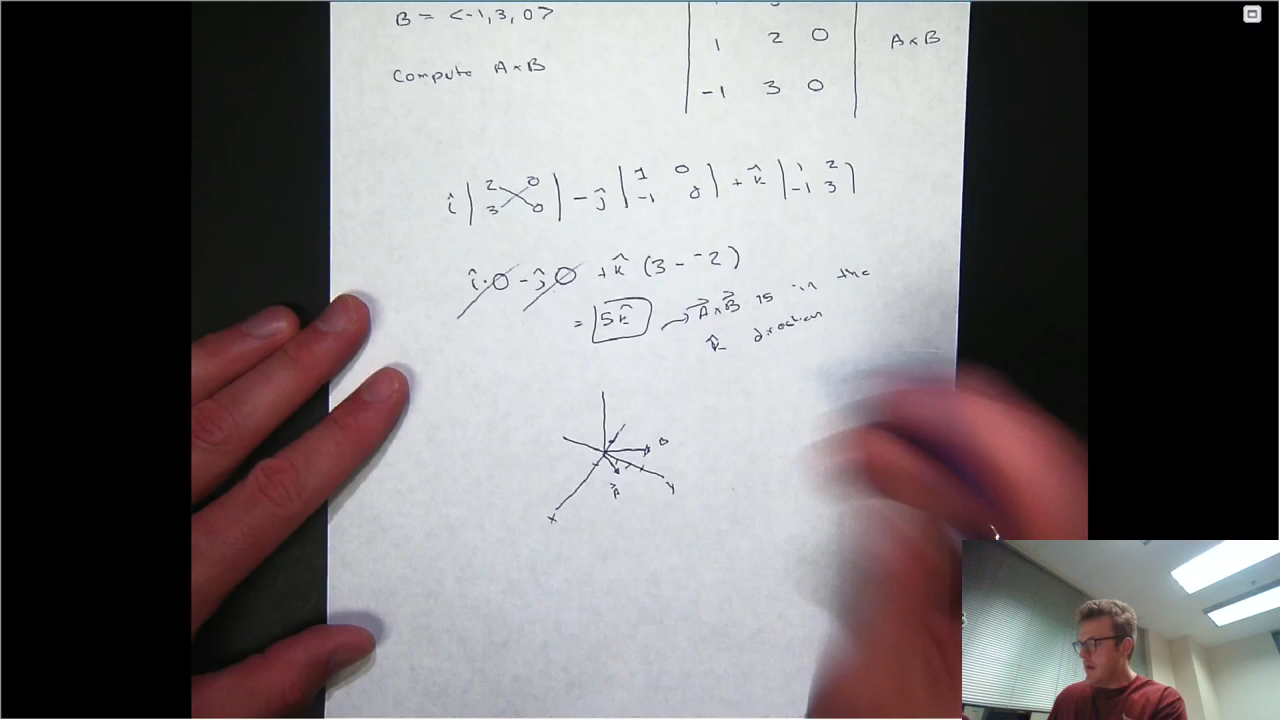 B = <-1, 3, 0>
Compute A×B
1 2 0
-1 3 0
A×B
î | 2 0 | - ĵ | 1 0 | + k̂ | 1 2 |
3 0 -1 0 -1 3
î·0 - ĵ0 + k̂ (3 - -2)
= 5k̂ → A⃗×B⃗ is in the
k̂ direction
B
A⃗
y
x